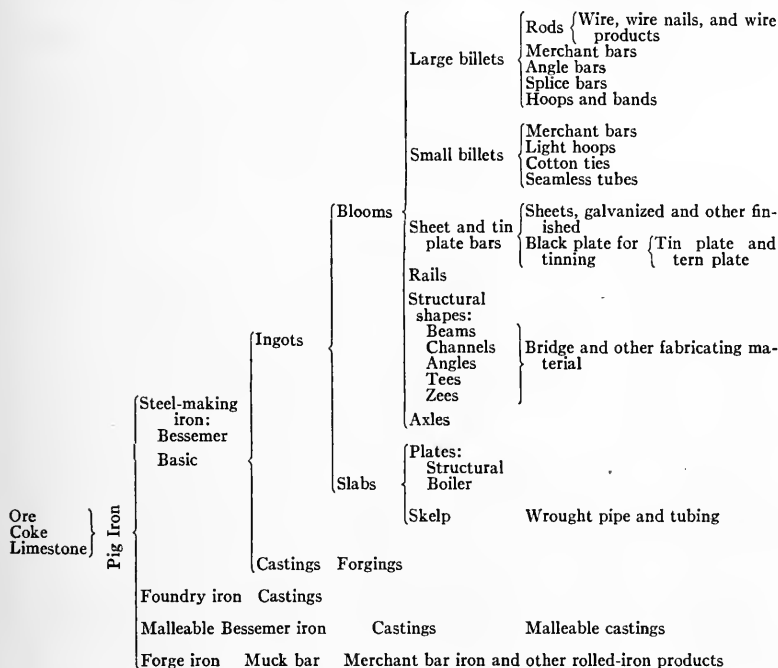 Rods Wire, wire nails, and wire
products
Large billets Merchant bars
Angle bars
Splice bars
Hoops and bands
Merchant bars
Small billets Light hoops
Cotton ties
Seamless tubes
Blooms
Sheet and tin Sheets, galvanized and other fin-
plate bars ished
Black plate for Tin plate and
tinning tern plate
Rails
Structural
shapes:
Ingots Beams
Channels Bridge and other fabricating ma-
Angles terial
Tees
Zees
Steel-making Axles
iron:
Bessemer
Basic
Plates:
Structural
Slabs Boiler
Ore
Coke
Limestone
Pig Iron
Skelp Wrought pipe and tubing
Castings Forgings
Foundry iron Castings
Malleable Bessemer iron Castings Malleable castings
Forge iron Muck bar Merchant bar iron and other rolled-iron products